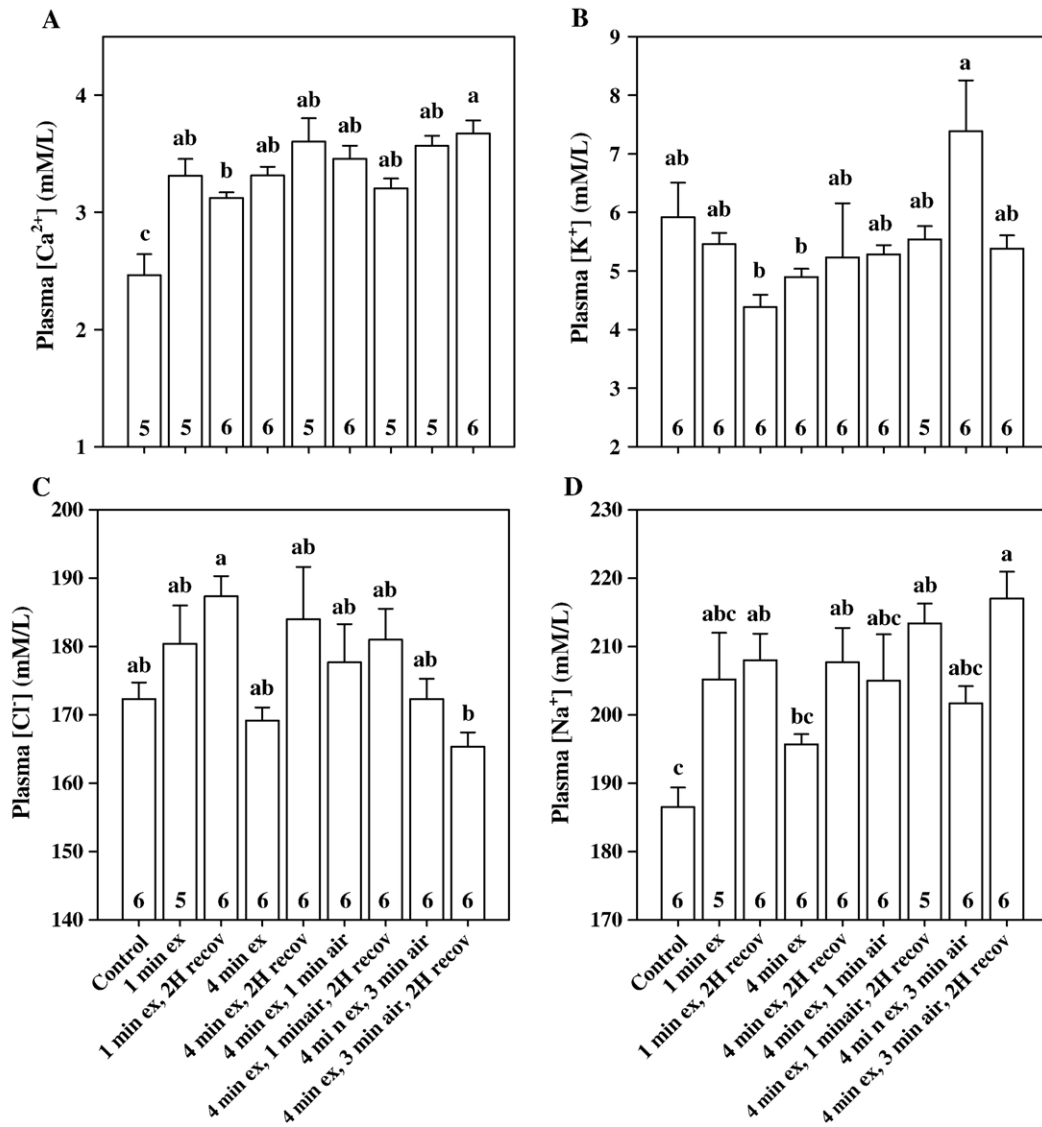 A
Plasma [Ca2+] (mM/L)
4
3
2
1
c
ab
b
ab
ab
ab
ab
ab
a
5
5
6
6
5
6
5
5
6
B
Plasma [K+] (mM/L)
9
8
7
6
5
4
3
2
ab
ab
b
b
ab
ab
ab
a
ab
6
6
6
6
6
6
5
6
6
C
Plasma [Cl-] (mM/L)
200
190
180
170
160
150
140
ab
ab
a
ab
ab
ab
ab
ab
b
6
5
6
6
6
6
6
6
6
Control
1 min ex
1 min ex, 2H recov
4 min ex
4 min ex, 2H recov
4 min ex, 1 min air
4 min ex, 1 minair, 2H recov
4 mi n ex, 3 min air
4 min ex, 3 min air, 2H recov
D
Plasma [Na+] (mM/L)
230
220
210
200
190
180
170
c
abc
ab
bc
ab
abc
ab
abc
a
6
5
6
6
6
6
5
6
6
Control
1 min ex
1 min ex, 2H recov
4 min ex
4 min ex, 2H recov
4 min ex, 1 min air
4 min ex, 1 minair, 2H recov
4 mi n ex, 3 min air
4 min ex, 3 min air, 2H recov